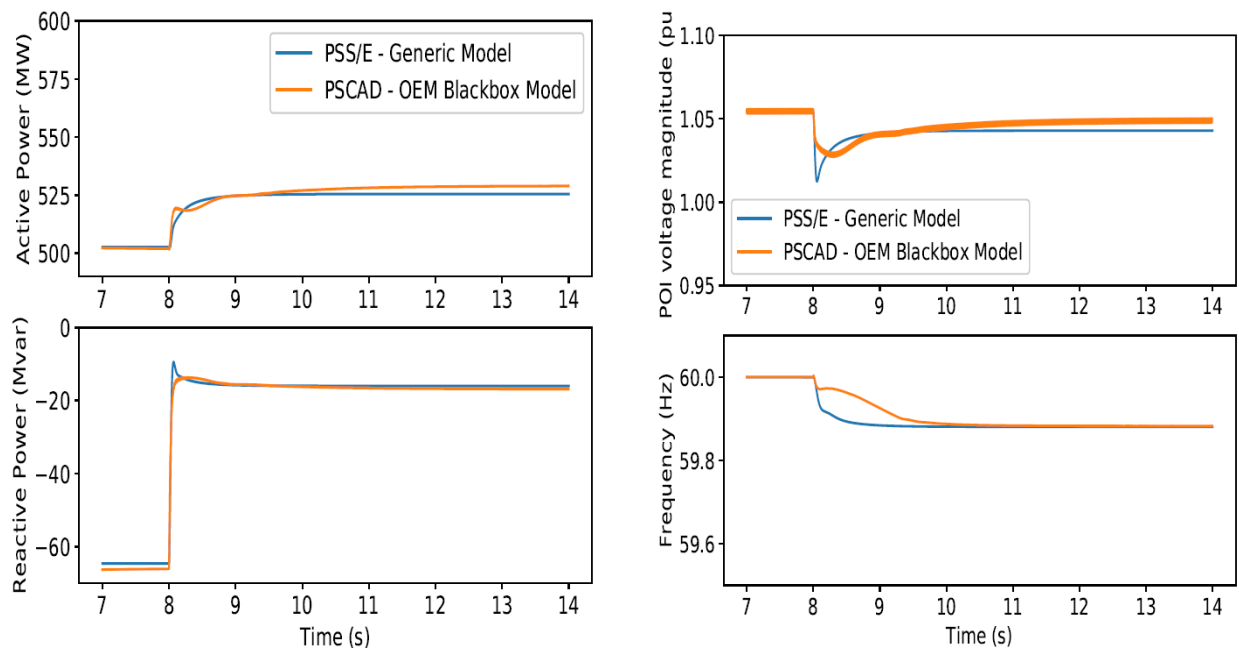 Active Power (MW)
600
575
550
525
500
PSS/E - Generic Model
PSCAD - OEM Blackbox Model
7 8 9 10 11 12 13 14
Reactive Power (Mvar)
0
−20
−40
−60
7 8 9 10 11 12 13 14
Time (s)
POI voltage magnitude (pu
1.10
1.05
1.00
0.95
PSS/E - Generic Model
PSCAD - OEM Blackbox Model
7 8 9 10 11 12 13 14
Frequency (Hz)
60.0
59.8
59.6
7 8 9 10 11 12 13 14
Time (s)